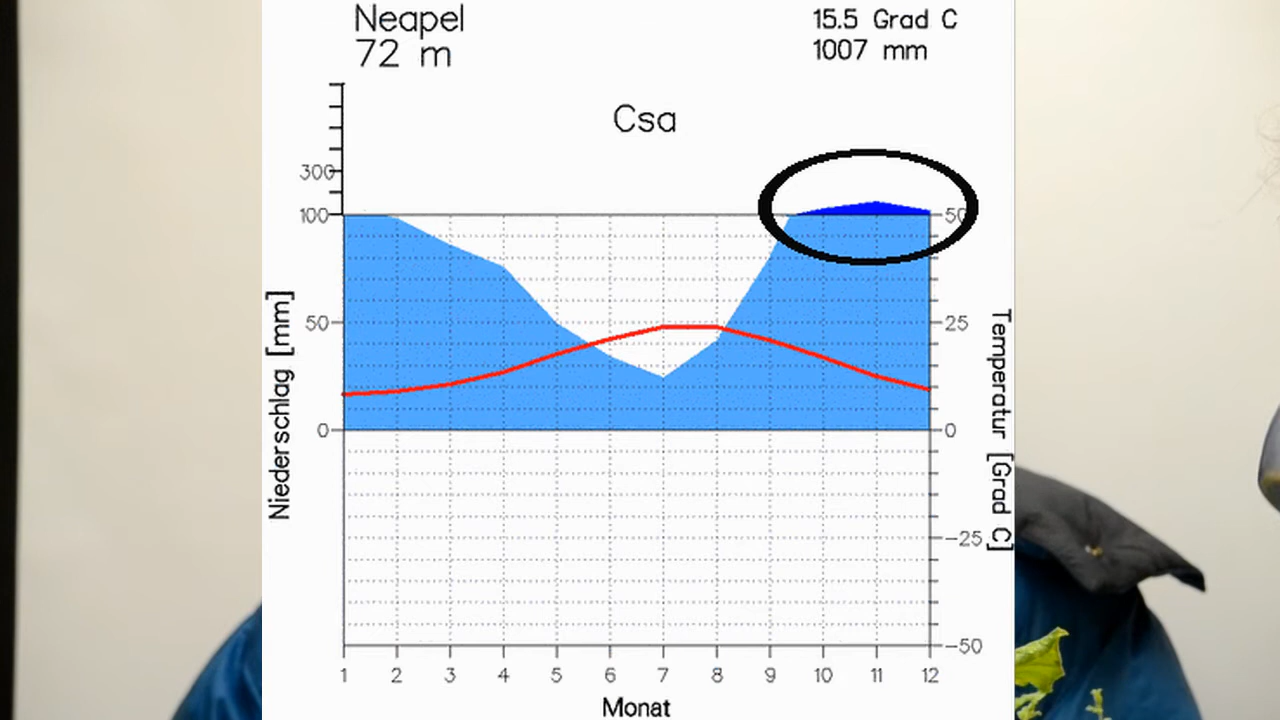 Neapel
72 m
15.5 Grad C
1007 mm
Csa
300
100
50
0
50
25
0
-25
-50
Niederschlag [mm]
Temperatur [Grad C]
1 2 3 4 5 6 7 8 9 10 11 12
Monat